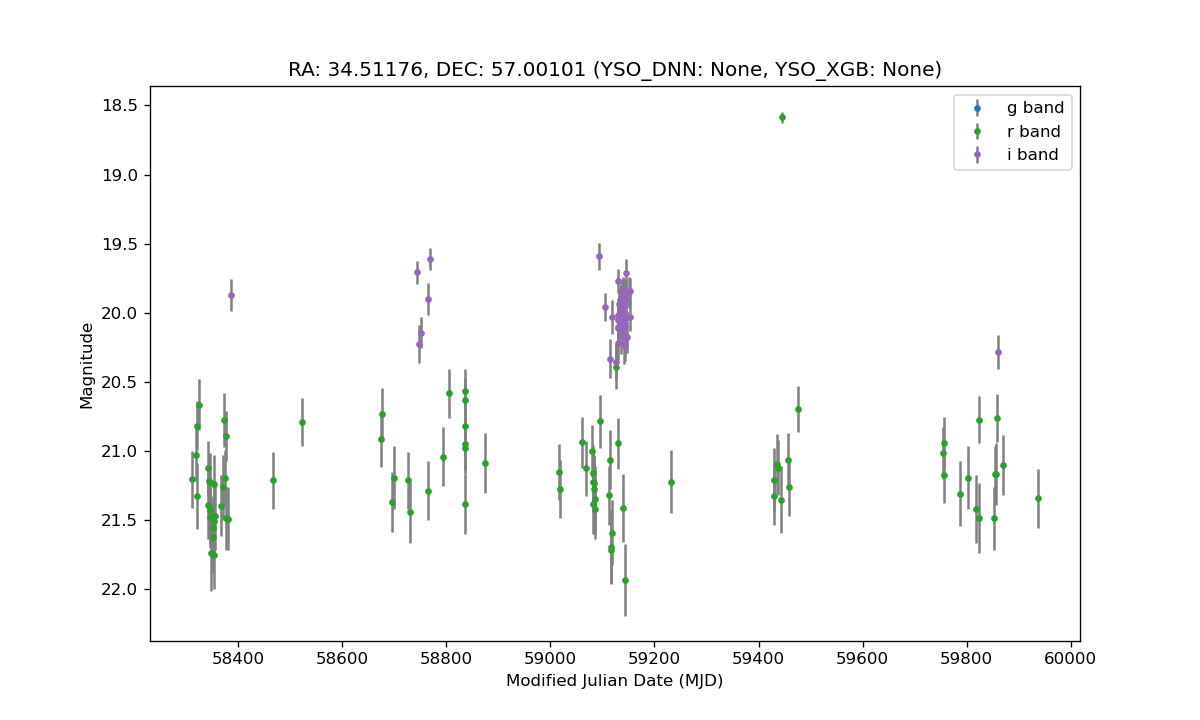 RA: 34.51176, DEC: 57.00101 (YSO_DNN: None, YSO_XGB: None)
g band
r band
i band
18.5
19.0
19.5
20.0
20.5
21.0
21.5
22.0
Magnitude
58400 58600 58800 59000 59200 59400 59600 59800 60000
Modified Julian Date (MJD)